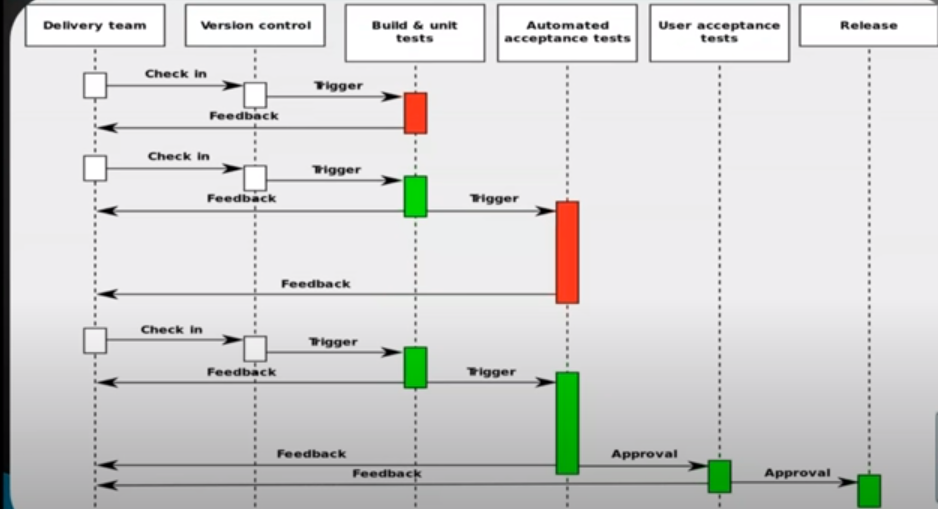 Delivery team
Version control
Build & unit
tests
Automated
acceptance tests
User acceptance
tests
Release
Check in
Trigger
Feedback
Check in
Trigger
Feedback
Trigger
Feedback
Check in
Trigger
Feedback
Trigger
Feedback
Approval
Feedback
Approval